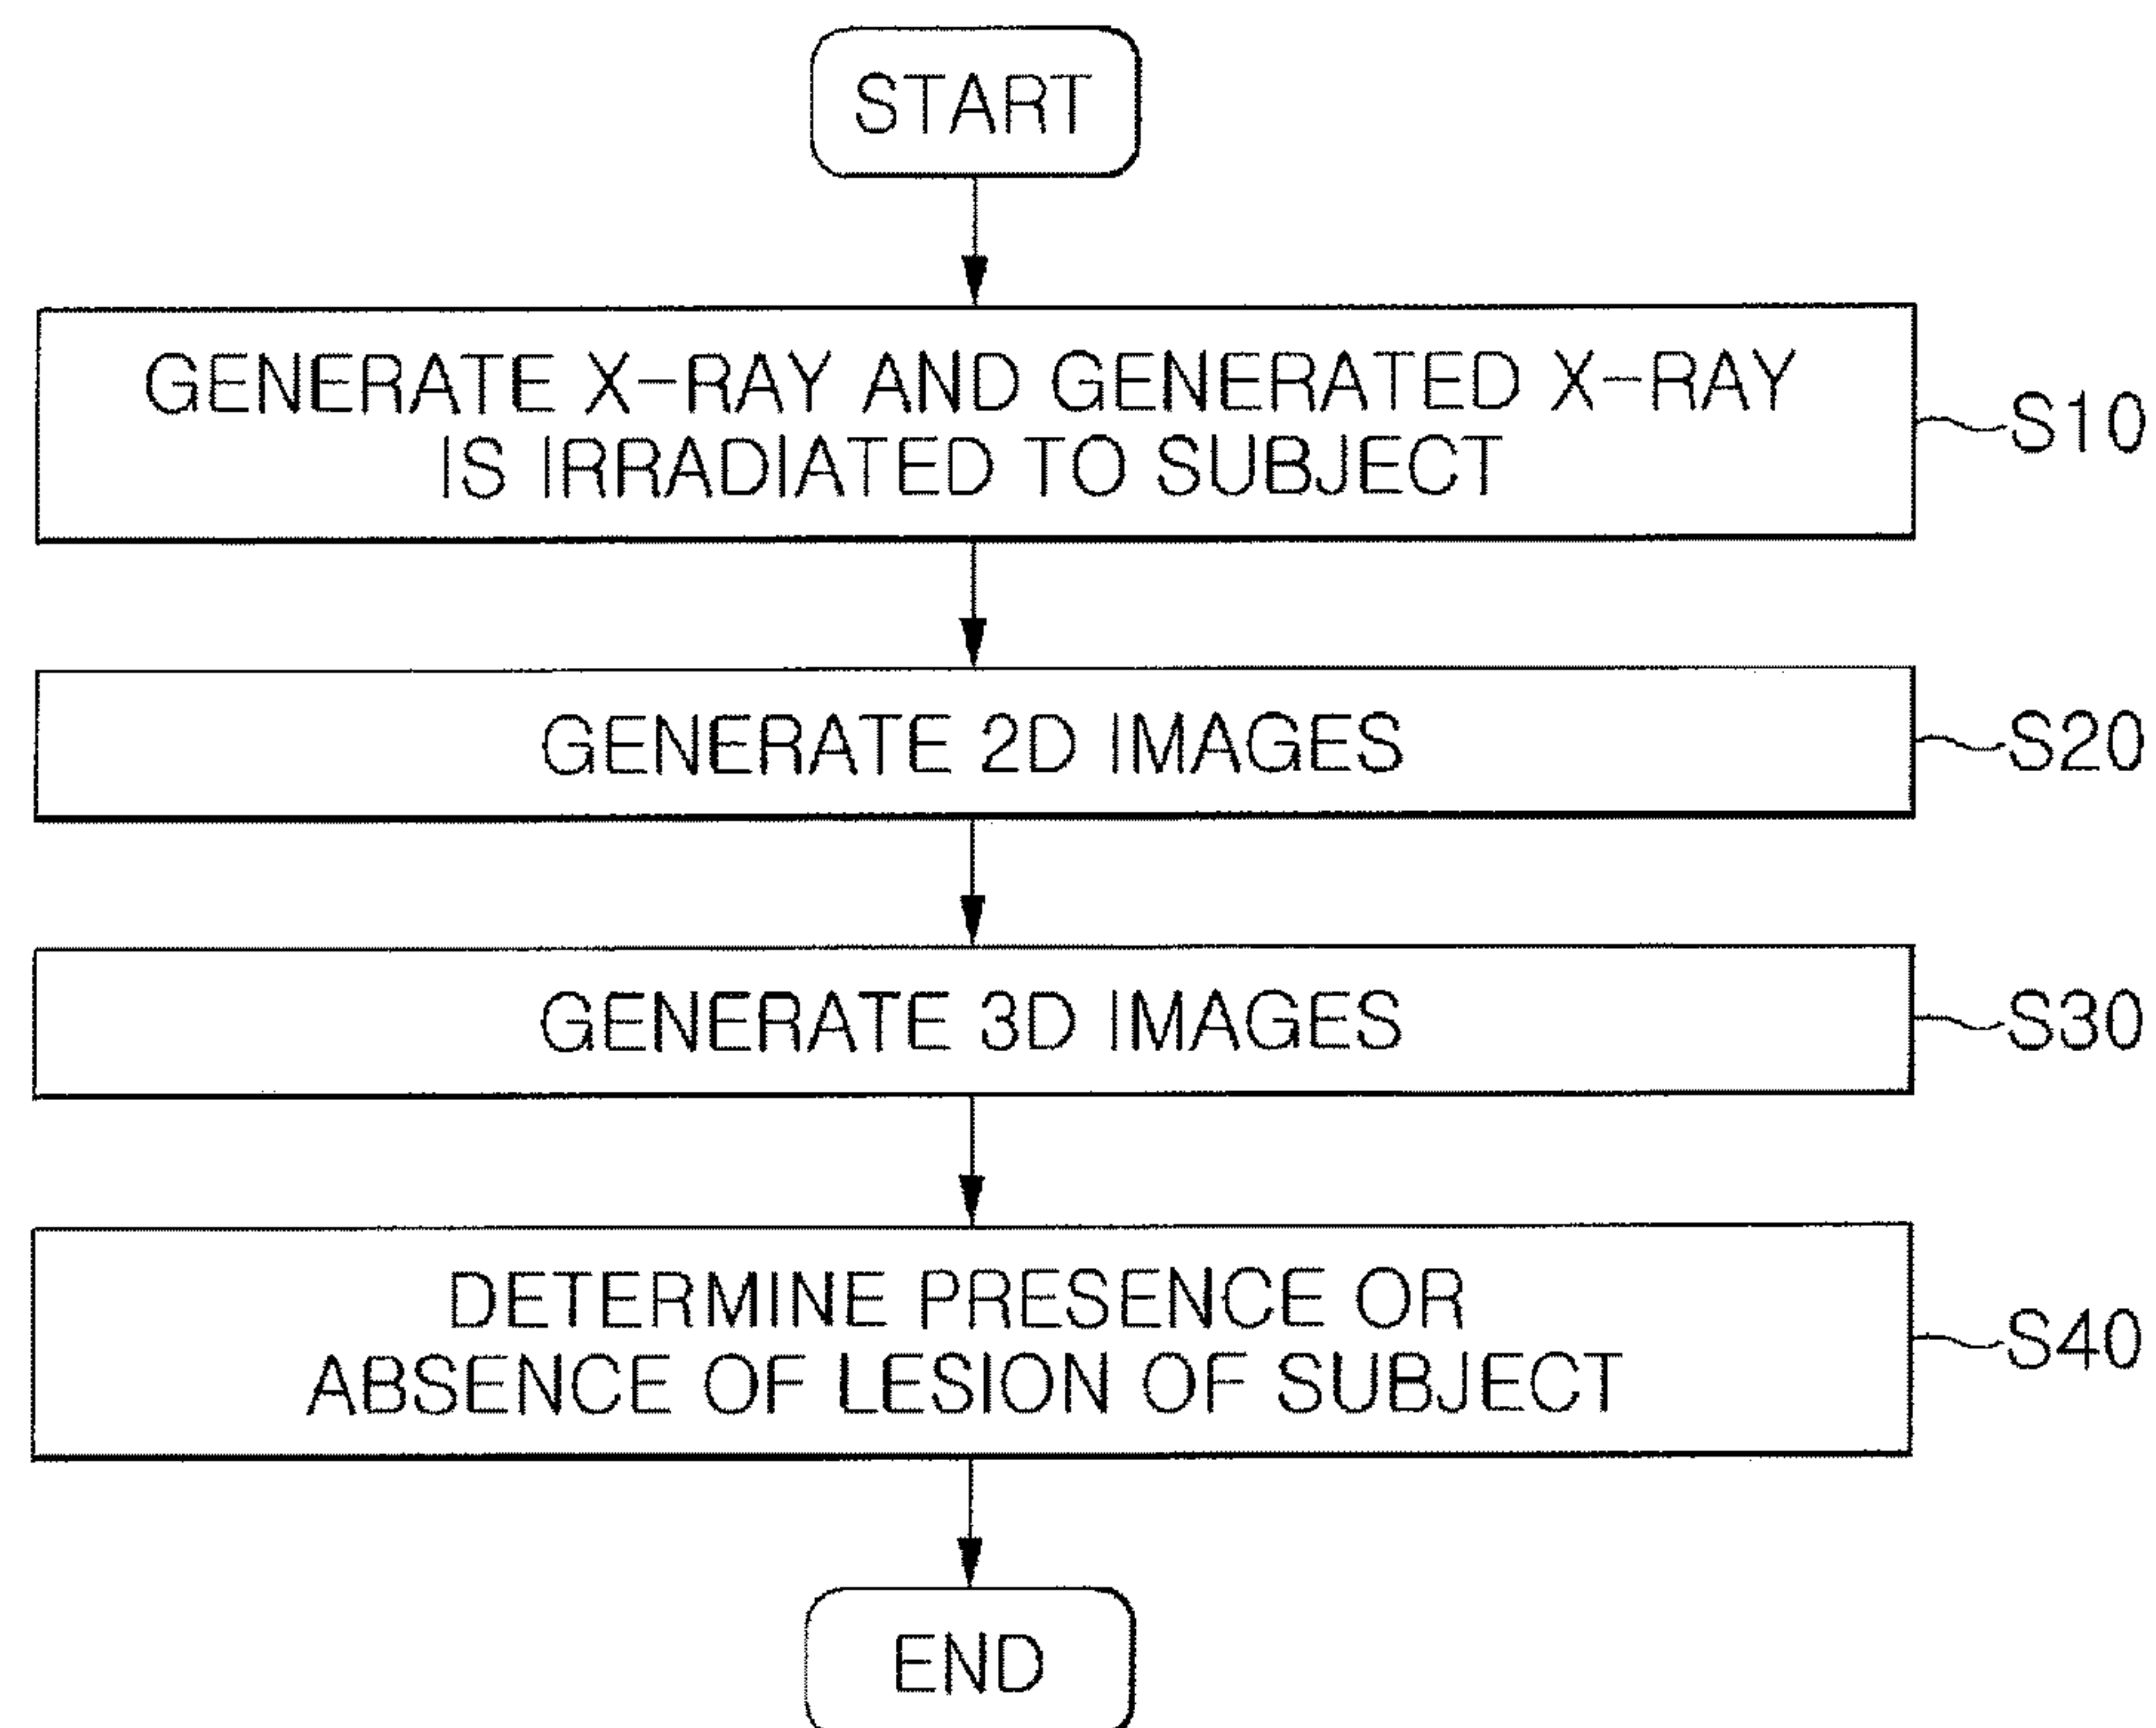 START
GENERATE X-RAY AND GENERATED X-RAY
IS IRRADIATED TO SUBJECT
S10
GENERATE 2D IMAGES
S20
GENERATE 3D IMAGES
S30
DETERMINE PRESENCE OR
ABSENCE OF LESION OF SUBJECT
S40
END